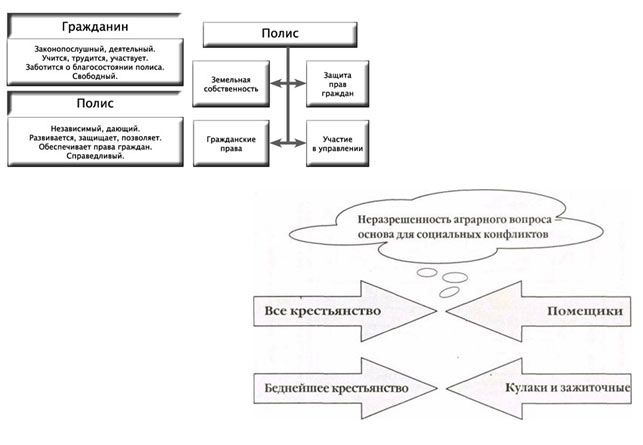 Гражданин
Законопослушный, деятельный.
Учится, трудится, участвует.
Заботится о благосостоянии полиса.
Свободный.
Полис
Независимый, дающий.
Развивается, защищает, позволяет.
Обеспечивает права граждан.
Справедливый.
Полис
Земельная
собственность
Защита
прав
граждан
Гражданские
права
Участие
в управлении
Неразрешенность аграрного вопроса –
основа для социальных конфликтов
Все крестьянство
Помещики
Беднейшее крестьянство
Кулаки и зажиточные